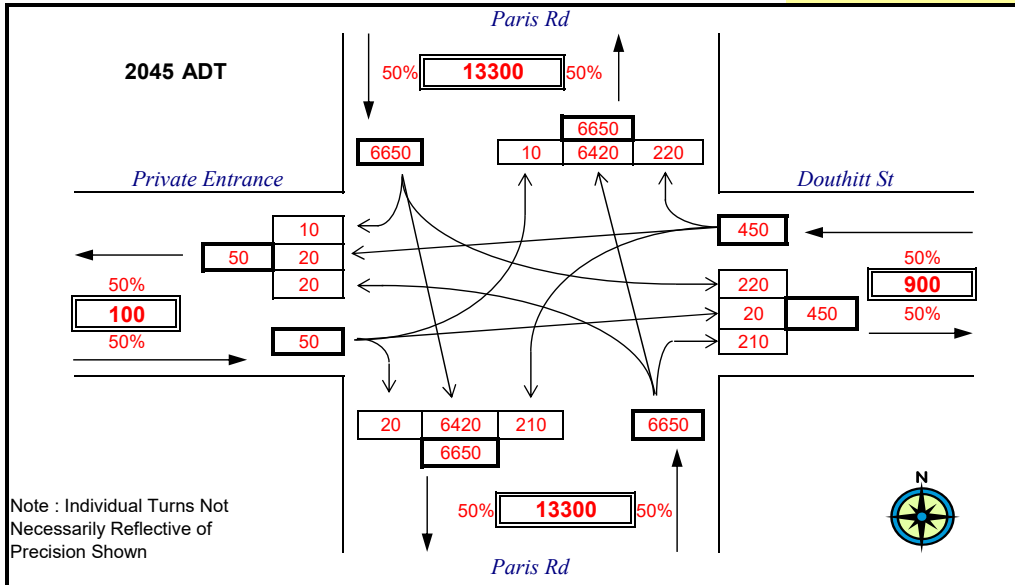 Paris Rd
2045 ADT
50% 13300 50%
6650
6650
10 6420 220
Private Entrance
Douthitt St
10
50 20
20
450
50%
100
50%
50%
900
50%
220
20 450
210
50
20 6420 210
6650
6650
Note : Individual Turns Not
Necessarily Reflective of
Precision Shown
50% 13300 50%
N
Paris Rd